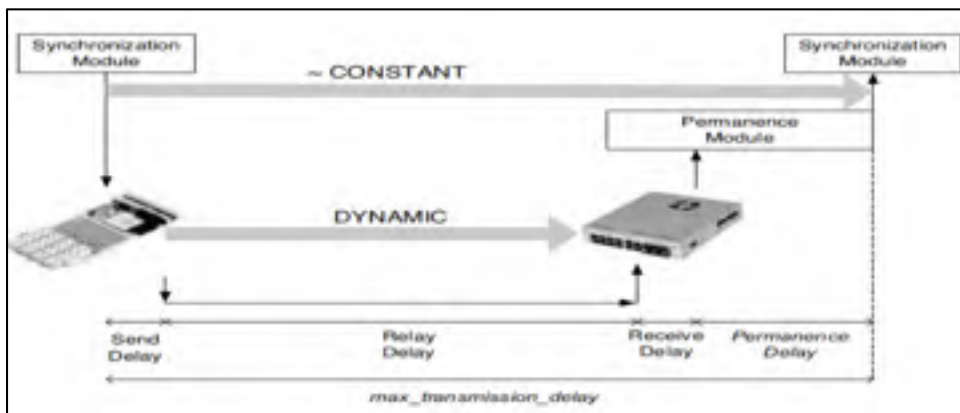 Synchronization
Module
Synchronization
Module
~ CONSTANT
Permanence
Module
DYNAMIC
Send
Delay
Relay
Delay
Receive
Delay
Permanence
Delay
max_transmission_delay